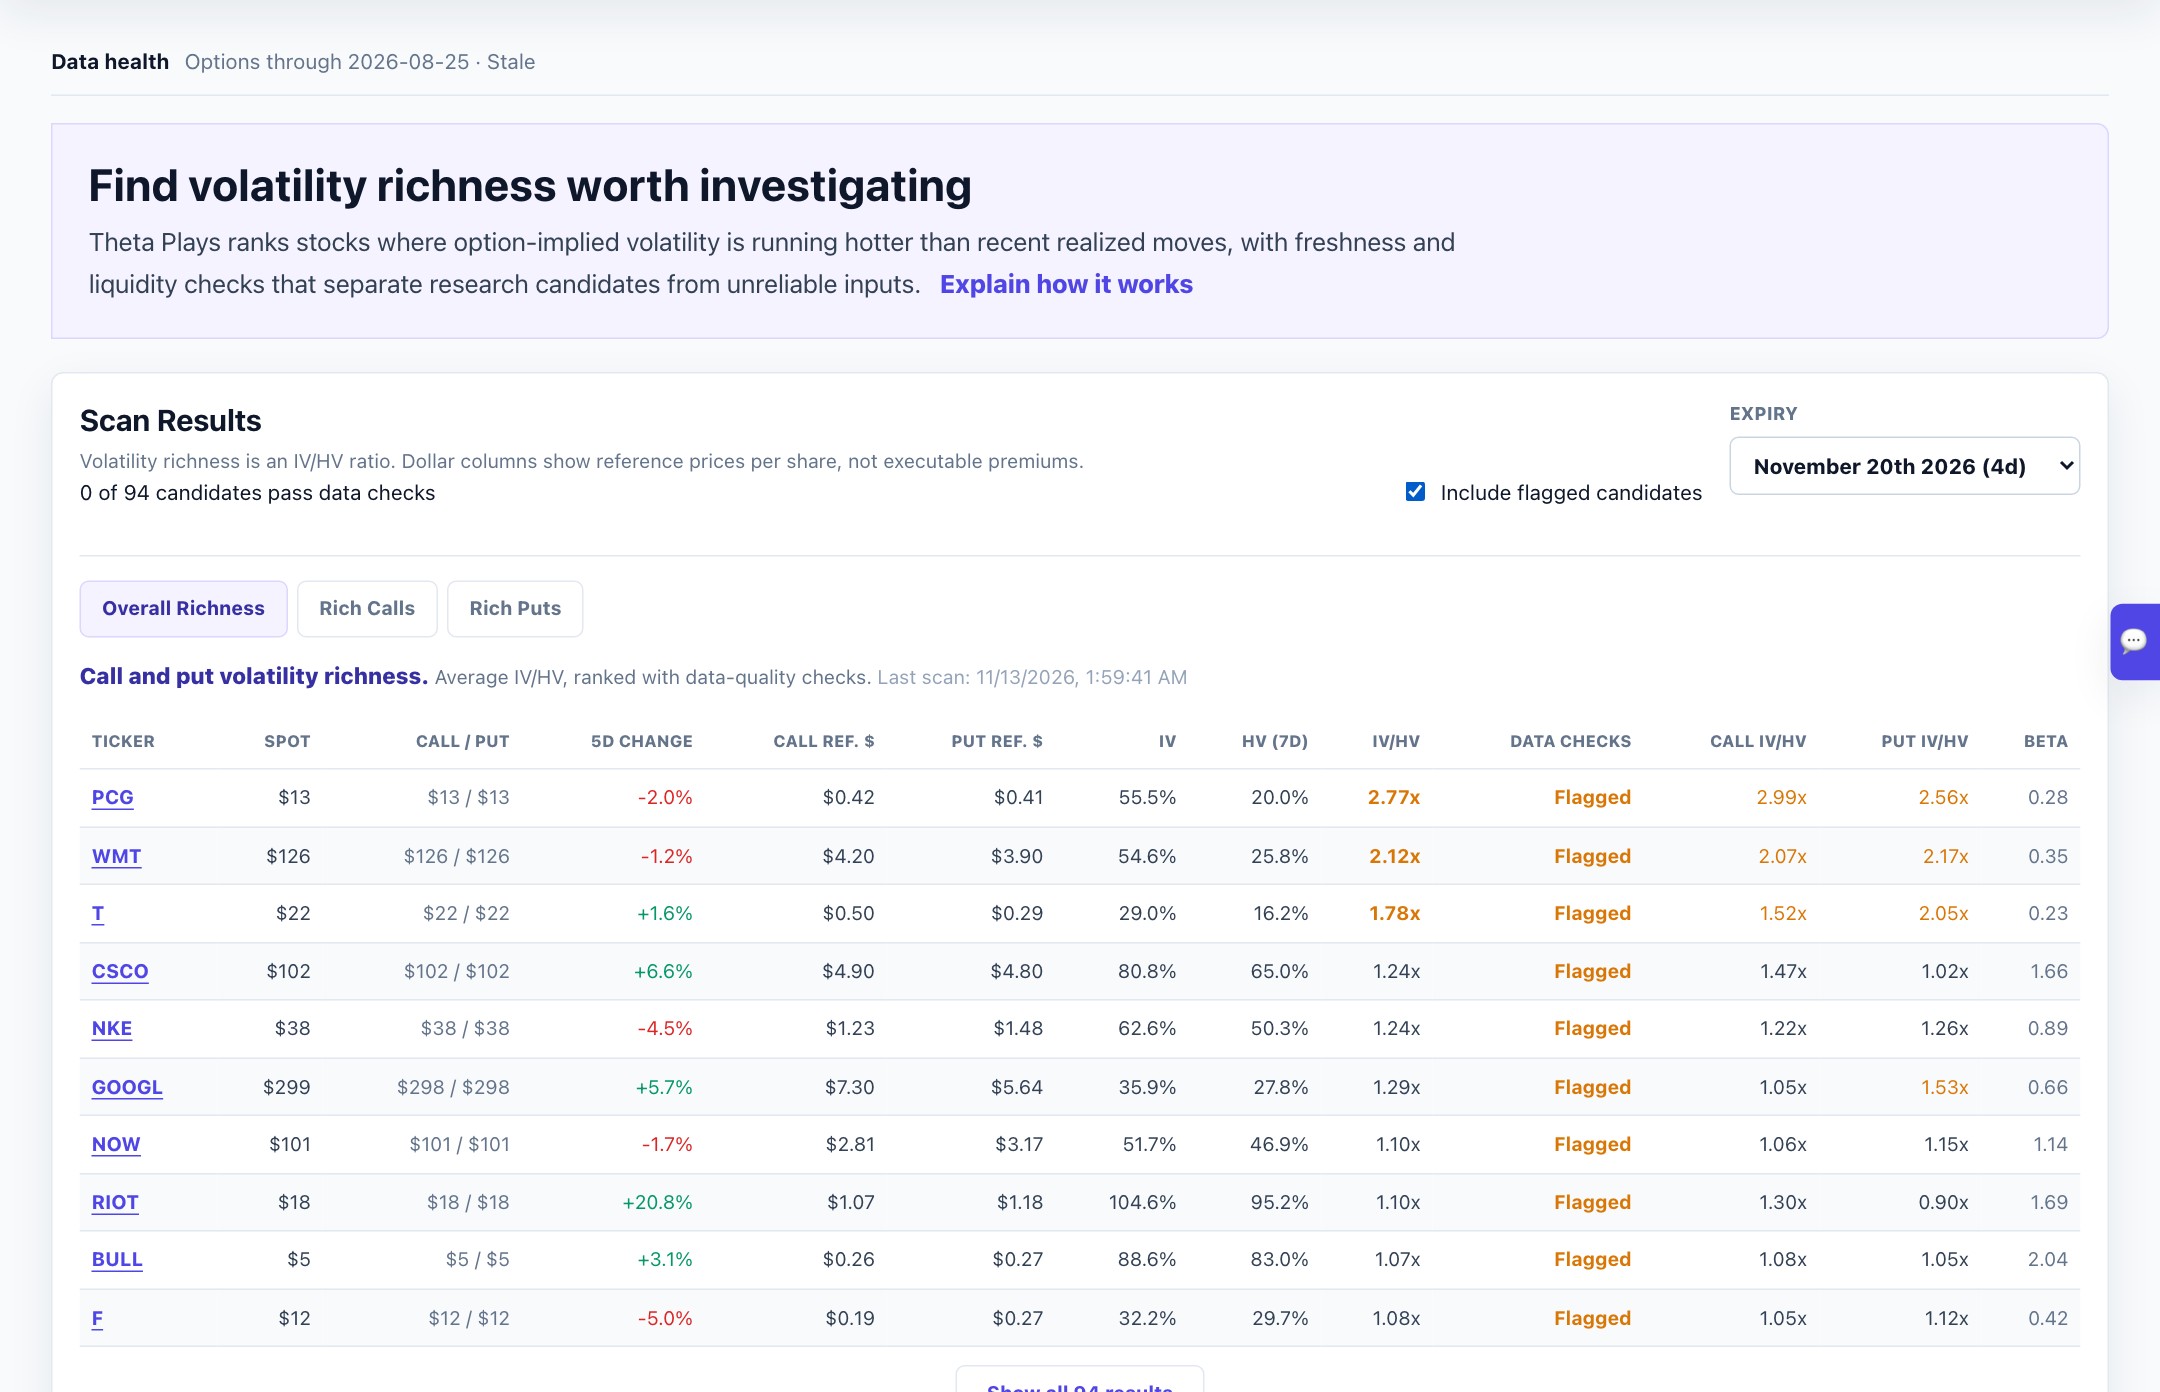 Data health Options through 2026-08-25 · Stale
Find volatility richness worth investigating
Theta Plays ranks stocks where option-implied volatility is running hotter than recent realized moves, with freshness and
liquidity checks that separate research candidates from unreliable inputs. Explain how it works
Scan Results
Volatility richness is an IV/HV ratio. Dollar columns show reference prices per share, not executable premiums.
0 of 94 candidates pass data checks
Include flagged candidates
EXPIRY
November 20th 2026 (4d)
Overall Richness Rich Calls Rich Puts
Call and put volatility richness. Average IV/HV, ranked with data-quality checks. Last scan: 11/13/2026, 1:59:41 AM
TICKER SPOT CALL / PUT 5D CHANGE CALL REF. $ PUT REF. $ IV HV (7D) IV/HV DATA CHECKS CALL IV/HV PUT IV/HV BETA
PCG $13 $13 / $13 -2.0% $0.42 $0.41 55.5% 20.0% 2.77x Flagged 2.99x 2.56x 0.28
WMT $126 $126 / $126 -1.2% $4.20 $3.90 54.6% 25.8% 2.12x Flagged 2.07x 2.17x 0.35
T $22 $22 / $22 +1.6% $0.50 $0.29 29.0% 16.2% 1.78x Flagged 1.52x 2.05x 0.23
CSCO $102 $102 / $102 +6.6% $4.90 $4.80 80.8% 65.0% 1.24x Flagged 1.47x 1.02x 1.66
NKE $38 $38 / $38 -4.5% $1.23 $1.48 62.6% 50.3% 1.24x Flagged 1.22x 1.26x 0.89
GOOGL $299 $298 / $298 +5.7% $7.30 $5.64 35.9% 27.8% 1.29x Flagged 1.05x 1.53x 0.66
NOW $101 $101 / $101 -1.7% $2.81 $3.17 51.7% 46.9% 1.10x Flagged 1.06x 1.15x 1.14
RIOT $18 $18 / $18 +20.8% $1.07 $1.18 104.6% 95.2% 1.10x Flagged 1.30x 0.90x 1.69
BULL $5 $5 / $5 +3.1% $0.26 $0.27 88.6% 83.0% 1.07x Flagged 1.08x 1.05x 2.04
F $12 $12 / $12 -5.0% $0.19 $0.27 32.2% 29.7% 1.08x Flagged 1.05x 1.12x 0.42
Show all 94 results